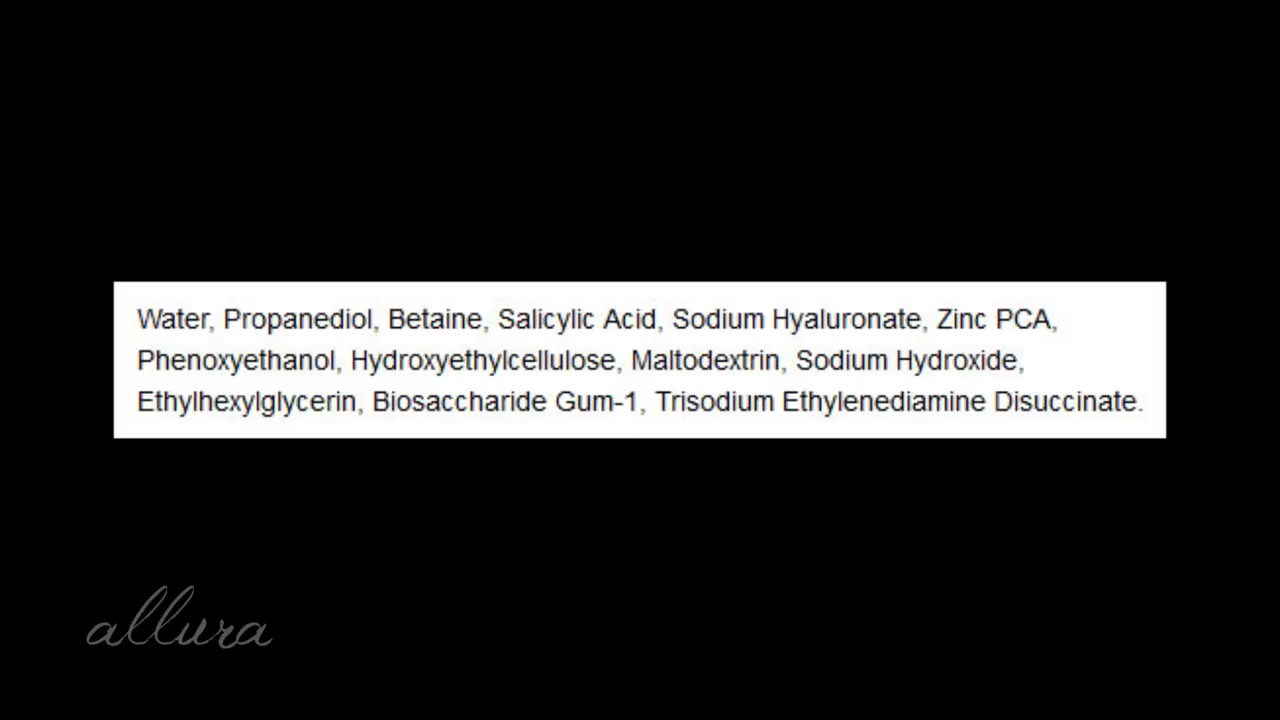 Water, Propanediol, Betaine, Salicylic Acid, Sodium Hyaluronate, Zinc PCA,
Phenoxyethanol, Hydroxyethylcellulose, Maltodextrin, Sodium Hydroxide,
Ethylhexylglycerin, Biosaccharide Gum-1, Trisodium Ethylenediamine Disuccinate.
allura